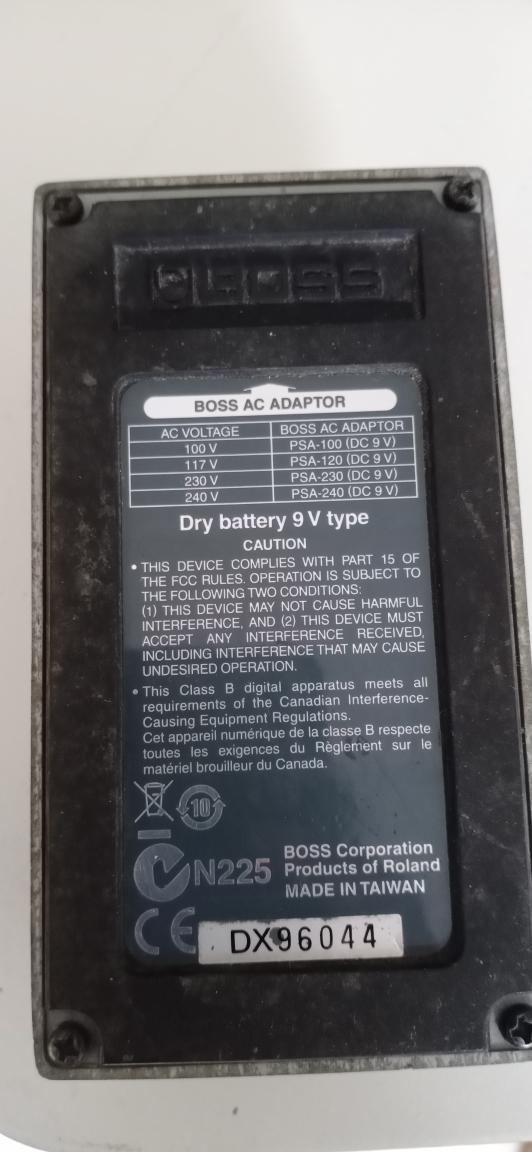 BOSS
BOSS AC ADAPTOR
AC VOLTAGE BOSS AC ADAPTOR
100 V PSA-100 (DC 9 V)
117 V PSA-120 (DC 9 V)
230 V PSA-230 (DC 9 V)
240 V PSA-240 (DC 9 V)
Dry battery 9 V type
CAUTION
• THIS DEVICE COMPLIES WITH PART 15 OF
THE FCC RULES. OPERATION IS SUBJECT TO
THE FOLLOWING TWO CONDITIONS:
(1) THIS DEVICE MAY NOT CAUSE HARMFUL
INTERFERENCE, AND (2) THIS DEVICE MUST
ACCEPT ANY INTERFERENCE RECEIVED,
INCLUDING INTERFERENCE THAT MAY CAUSE
UNDESIRED OPERATION.
• This Class B digital apparatus meets all
requirements of the Canadian Interference-
Causing Equipment Regulations.
Cet appareil numérique de la classe B respecte
toutes les exigences du Règlement sur le
matériel brouilleur du Canada.
10
N225
BOSS Corporation
Products of Roland
MADE IN TAIWAN
CE
DX96044